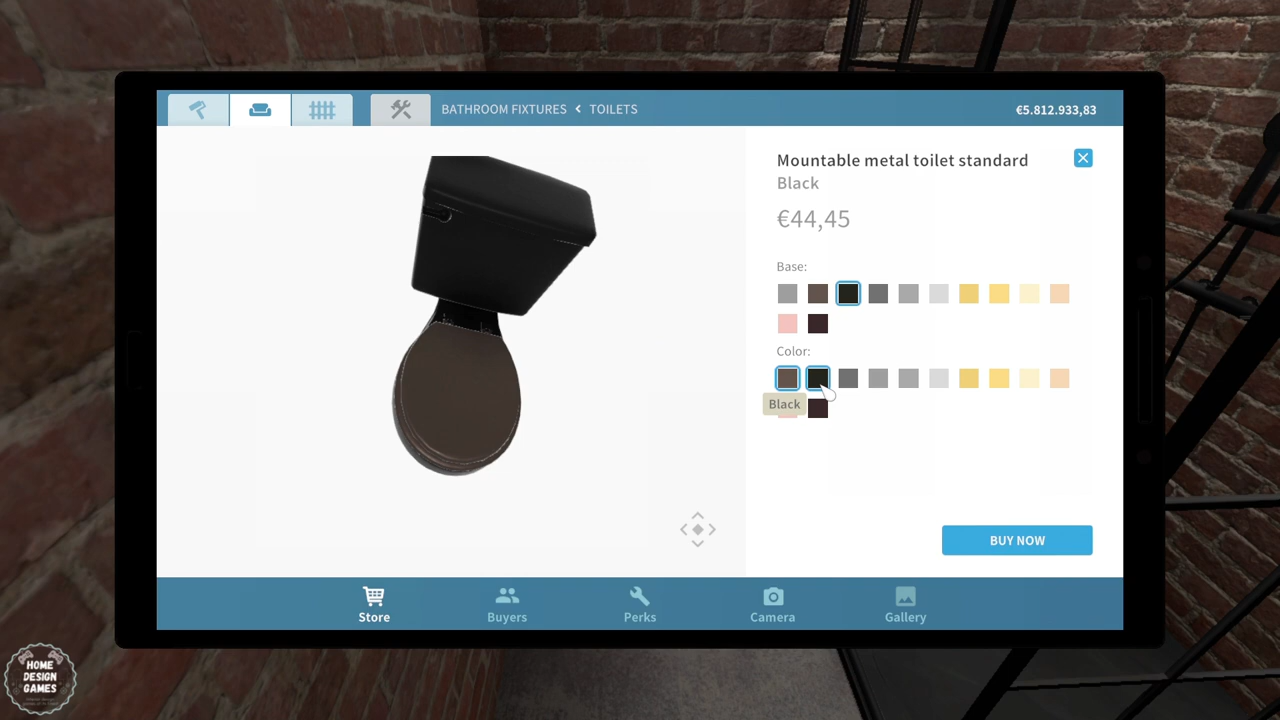 BATHROOM FIXTURES < TOILETS
€5.812.933,83
Mountable metal toilet standard
Black
€44,45
Base:
Color:
Black
BUY NOW
Store
Buyers
Perks
Camera
Gallery
HOME
DESIGN
GAMES